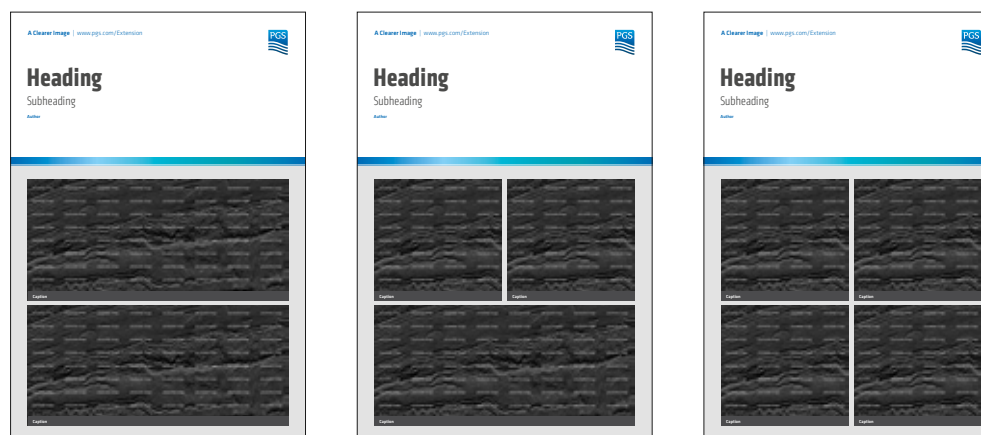 A Clearer Image | www.pgs.com/Extension
PGS
Heading
Subheading
Author
Caption
Caption
A Clearer Image | www.pgs.com/Extension
PGS
Heading
Subheading
Author
Caption
Caption
Caption
A Clearer Image | www.pgs.com/Extension
PGS
Heading
Subheading
Author
Caption
Caption
Caption
Caption